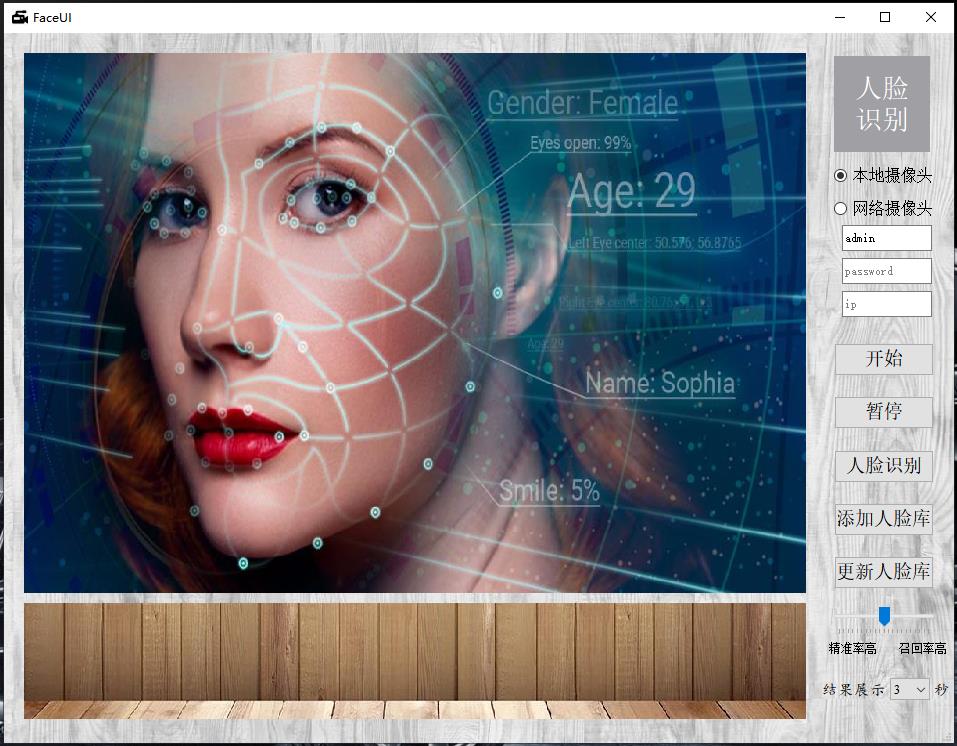 FaceUI
Gender: Female
Eyes open: 99%
Age: 29
Left Eye center: 50.576; 56.8765
Right Eye center:
Age: 29
Name: Sophia
Smile: 5%
人脸
识别
本地摄像头
网络摄像头
admin
password
ip
开始
暂停
人脸识别
添加人脸库
更新人脸库
精准率高 召回率高
结果展示 3 秒